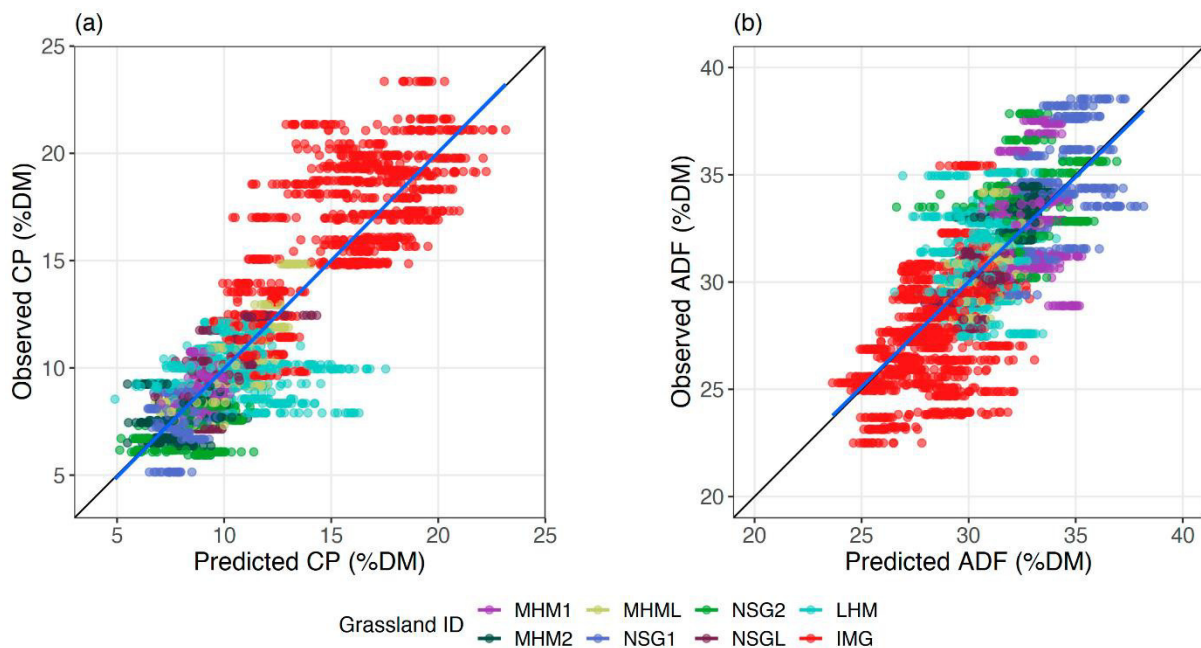 (a)
25
20
15
10
5
Observed CP (%DM)
5 10 15 20 25
Predicted CP (%DM)
(b)
40
35
30
25
20
Observed ADF (%DM)
20 25 30 35 40
Predicted ADF (%DM)
Grassland ID
MHM1 MHML NSG2 LHM
MHM2 NSG1 NSGL IMG